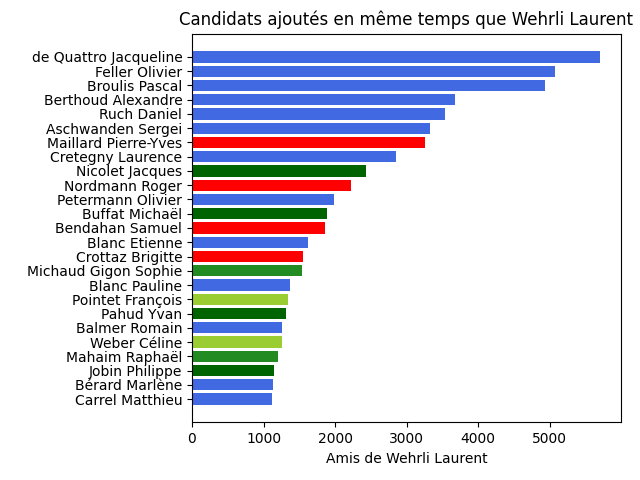 Candidats ajoutés en même temps que Wehrli Laurent
de Quattro Jacqueline
Feller Olivier
Broulis Pascal
Berthoud Alexandre
Ruch Daniel
Aschwanden Sergei
Maillard Pierre-Yves
Cretegny Laurence
Nicolet Jacques
Nordmann Roger
Petermann Olivier
Buffat Michaël
Bendahan Samuel
Blanc Etienne
Crottaz Brigitte
Michaud Gigon Sophie
Blanc Pauline
Pointet François
Pahud Yvan
Balmer Romain
Weber Céline
Mahaim Raphaël
Jobin Philippe
Bérard Marlène
Carrel Matthieu
0 1000 2000 3000 4000 5000
Amis de Wehrli Laurent